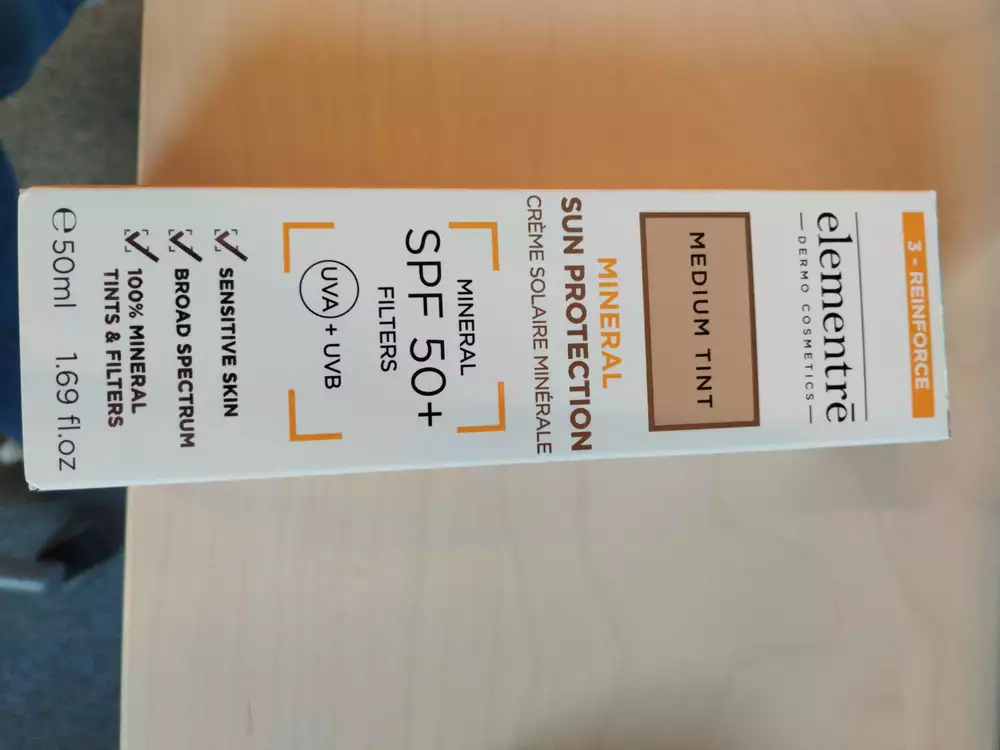 3 - REINFORCE
elementrē
— DERMO COSMETICS —
MEDIUM TINT
MINERAL
SUN PROTECTION
CRÈME SOLAIRE MINÉRALE
MINERAL
SPF 50+
FILTERS
UVA + UVB
SENSITIVE SKIN
BROAD SPECTRUM
100% MINERAL
TINTS & FILTERS
℮50ml 1.69 fl.oz